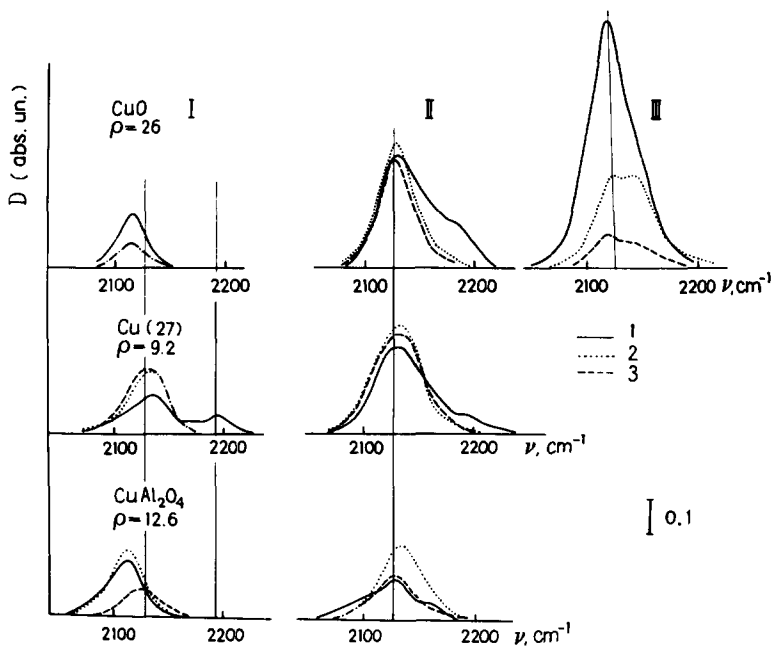 D (abs. un.)
CuO I
ρ=26
II
III
2100 2200
2100 2200
2100 2200 ν, cm⁻¹
Cu (27)
ρ=9.2
1
2
3
2100 2200
2100 2200 ν, cm⁻¹
CuAl₂O₄
ρ=12.6
0.1
2100 2200
2100 2200 ν, cm⁻¹